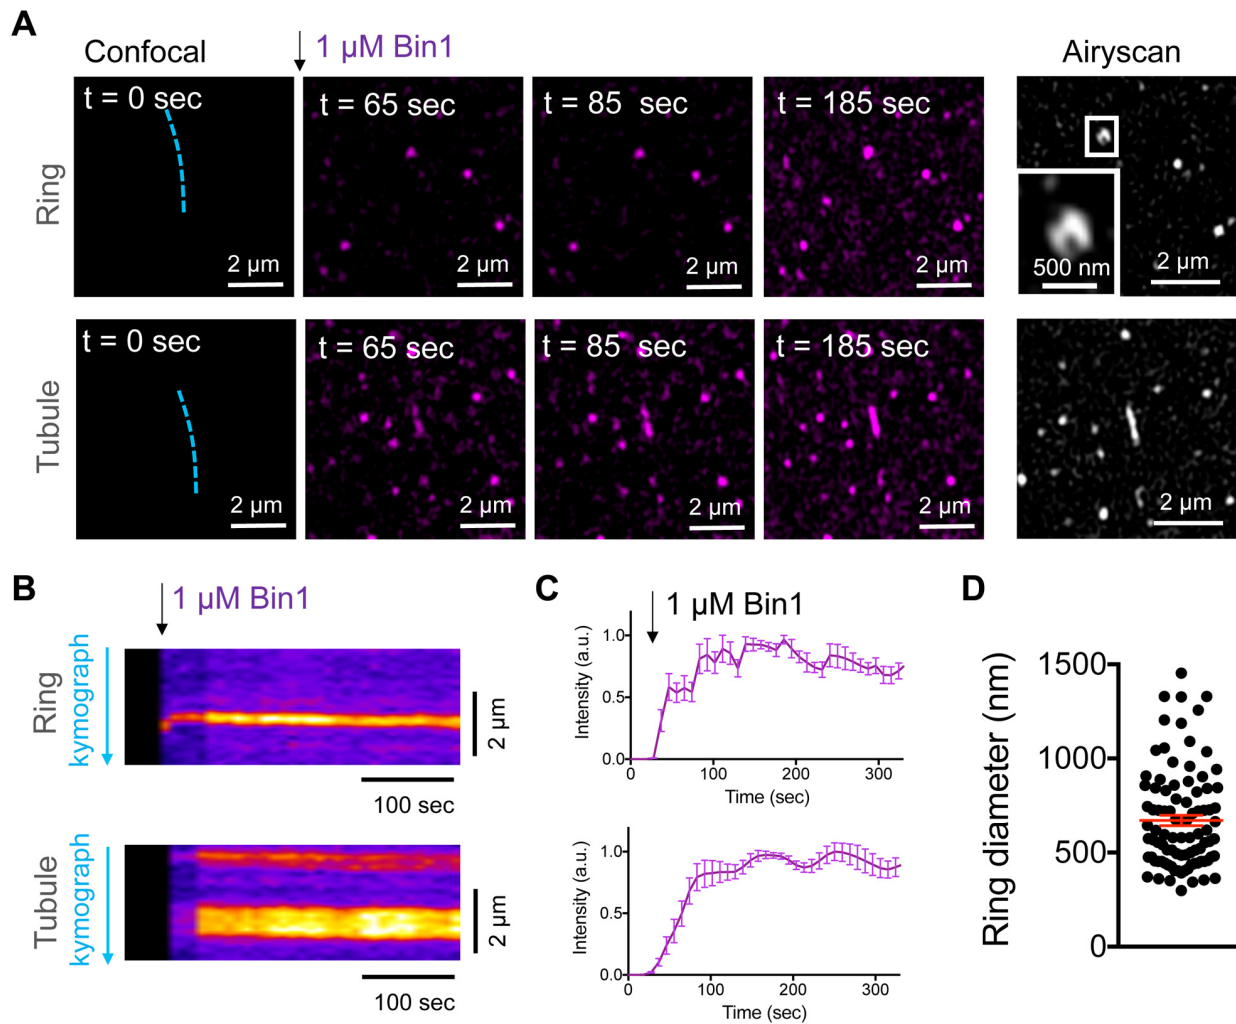 A
Confocal
1 µM Bin1
Airyscan
Ring
t = 0 sec
2 µm
t = 65 sec
2 µm
t = 85  sec
2 µm
t = 185 sec
2 µm
500 nm
2 µm
Tubule
t = 0 sec
2 µm
t = 65 sec
2 µm
t = 85  sec
2 µm
t = 185 sec
2 µm
2 µm
B
1 µM Bin1
Ring
kymograph
2 µm
100 sec
Tubule
kymograph
2 µm
100 sec
C
1 µM Bin1
Intensity (a.u.)
1.0
0.5
0.0
0
100
200
300
Time (sec)
Intensity (a.u.)
1.0
0.5
0.0
0
100
200
300
Time (sec)
D
Ring diameter (nm)
1500
1000
500
0